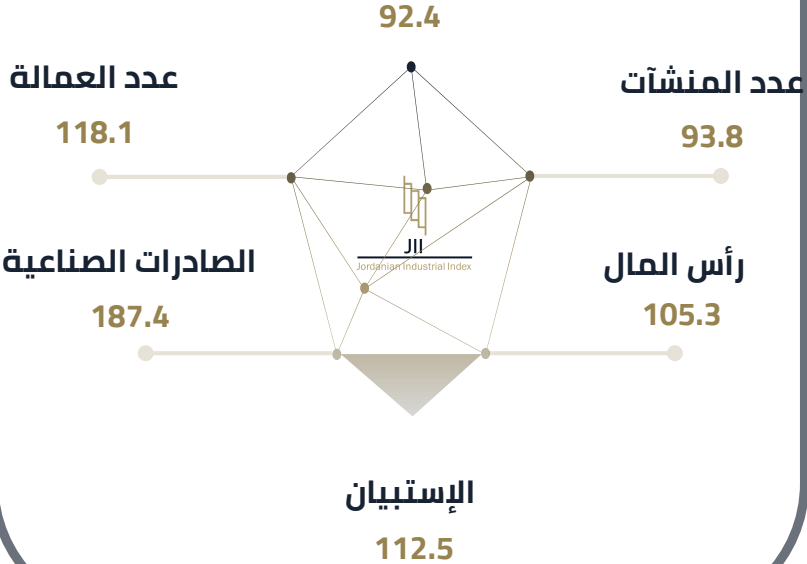 92.4
عدد المنشآت
93.8
عدد العمالة
118.1
JII
Jordanian Industrial Index
رأس المال
105.3
الصادرات الصناعية
187.4
الإستبيان
112.5